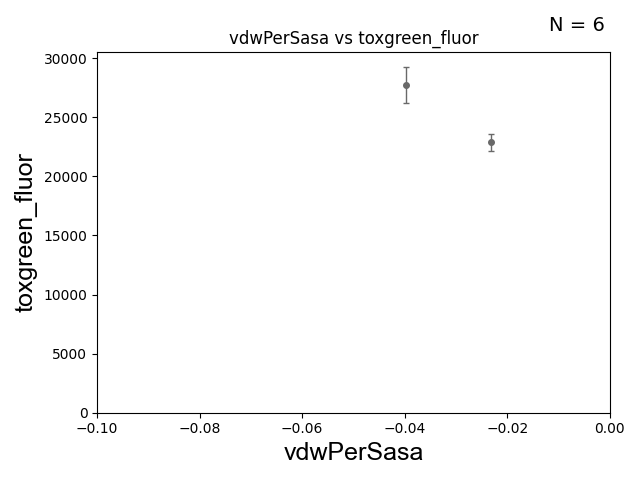 N = 6
vdwPerSasa vs toxgreen_fluor
30000
25000
20000
15000
10000
5000
0
toxgreen_fluor
−0.10 −0.08 −0.06 −0.04 −0.02 0.00
vdwPerSasa